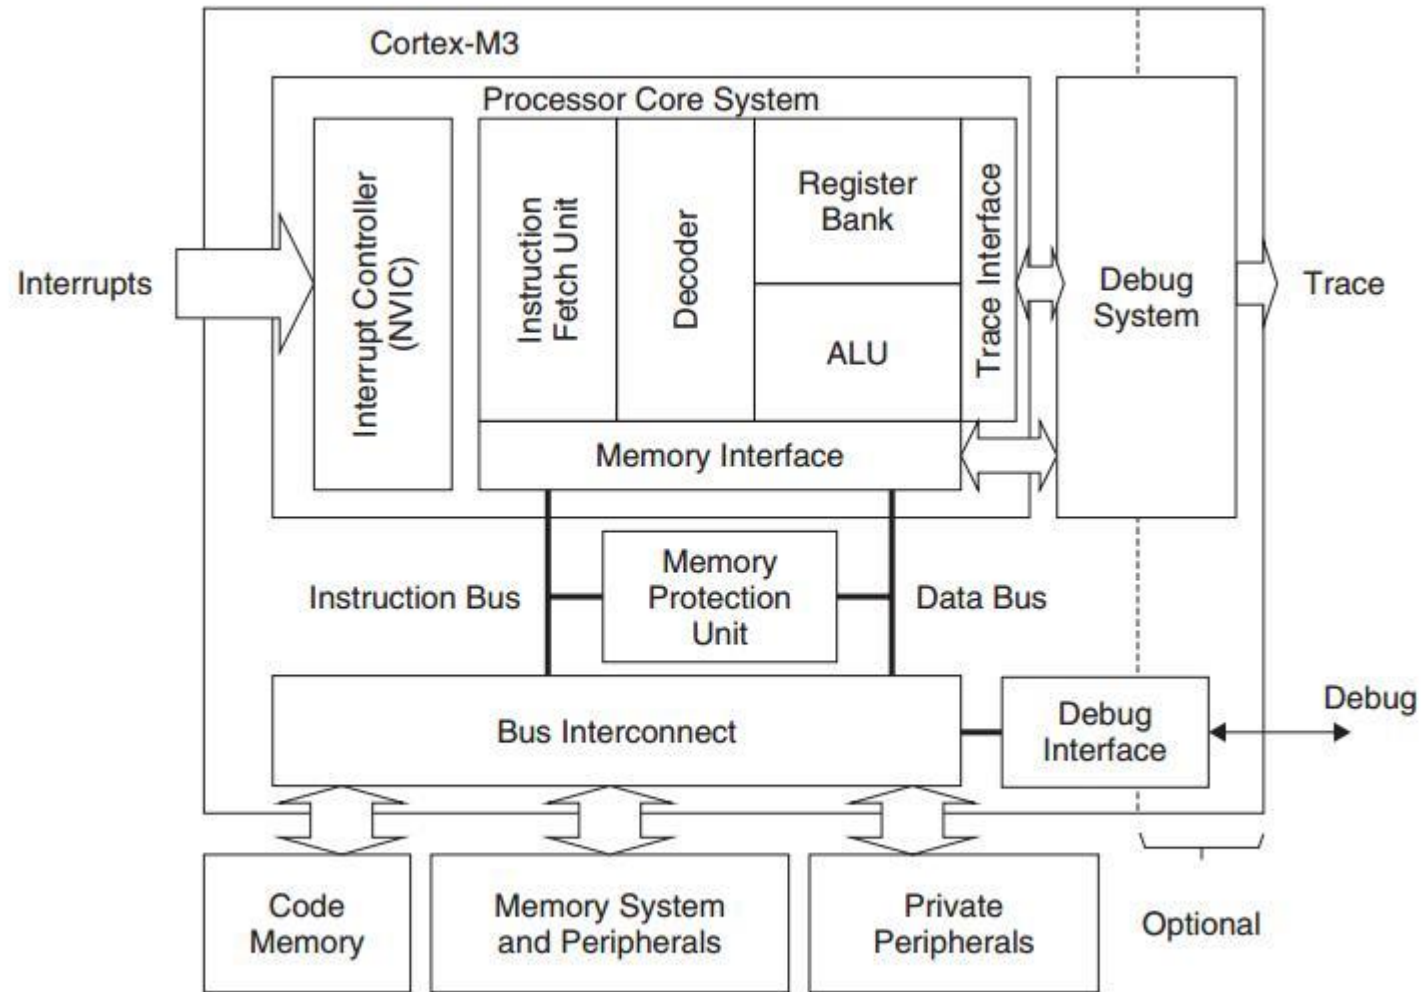 Cortex-M3
Processor Core System
Interrupts
Interrupt Controller
(NVIC)
Instruction
Fetch Unit
Decoder
Register
Bank
ALU
Trace Interface
Memory Interface
Debug
System
Trace
Instruction Bus
Memory
Protection
Unit
Data Bus
Bus Interconnect
Debug
Interface
Debug
Code
Memory
Memory System
and Peripherals
Private
Peripherals
Optional